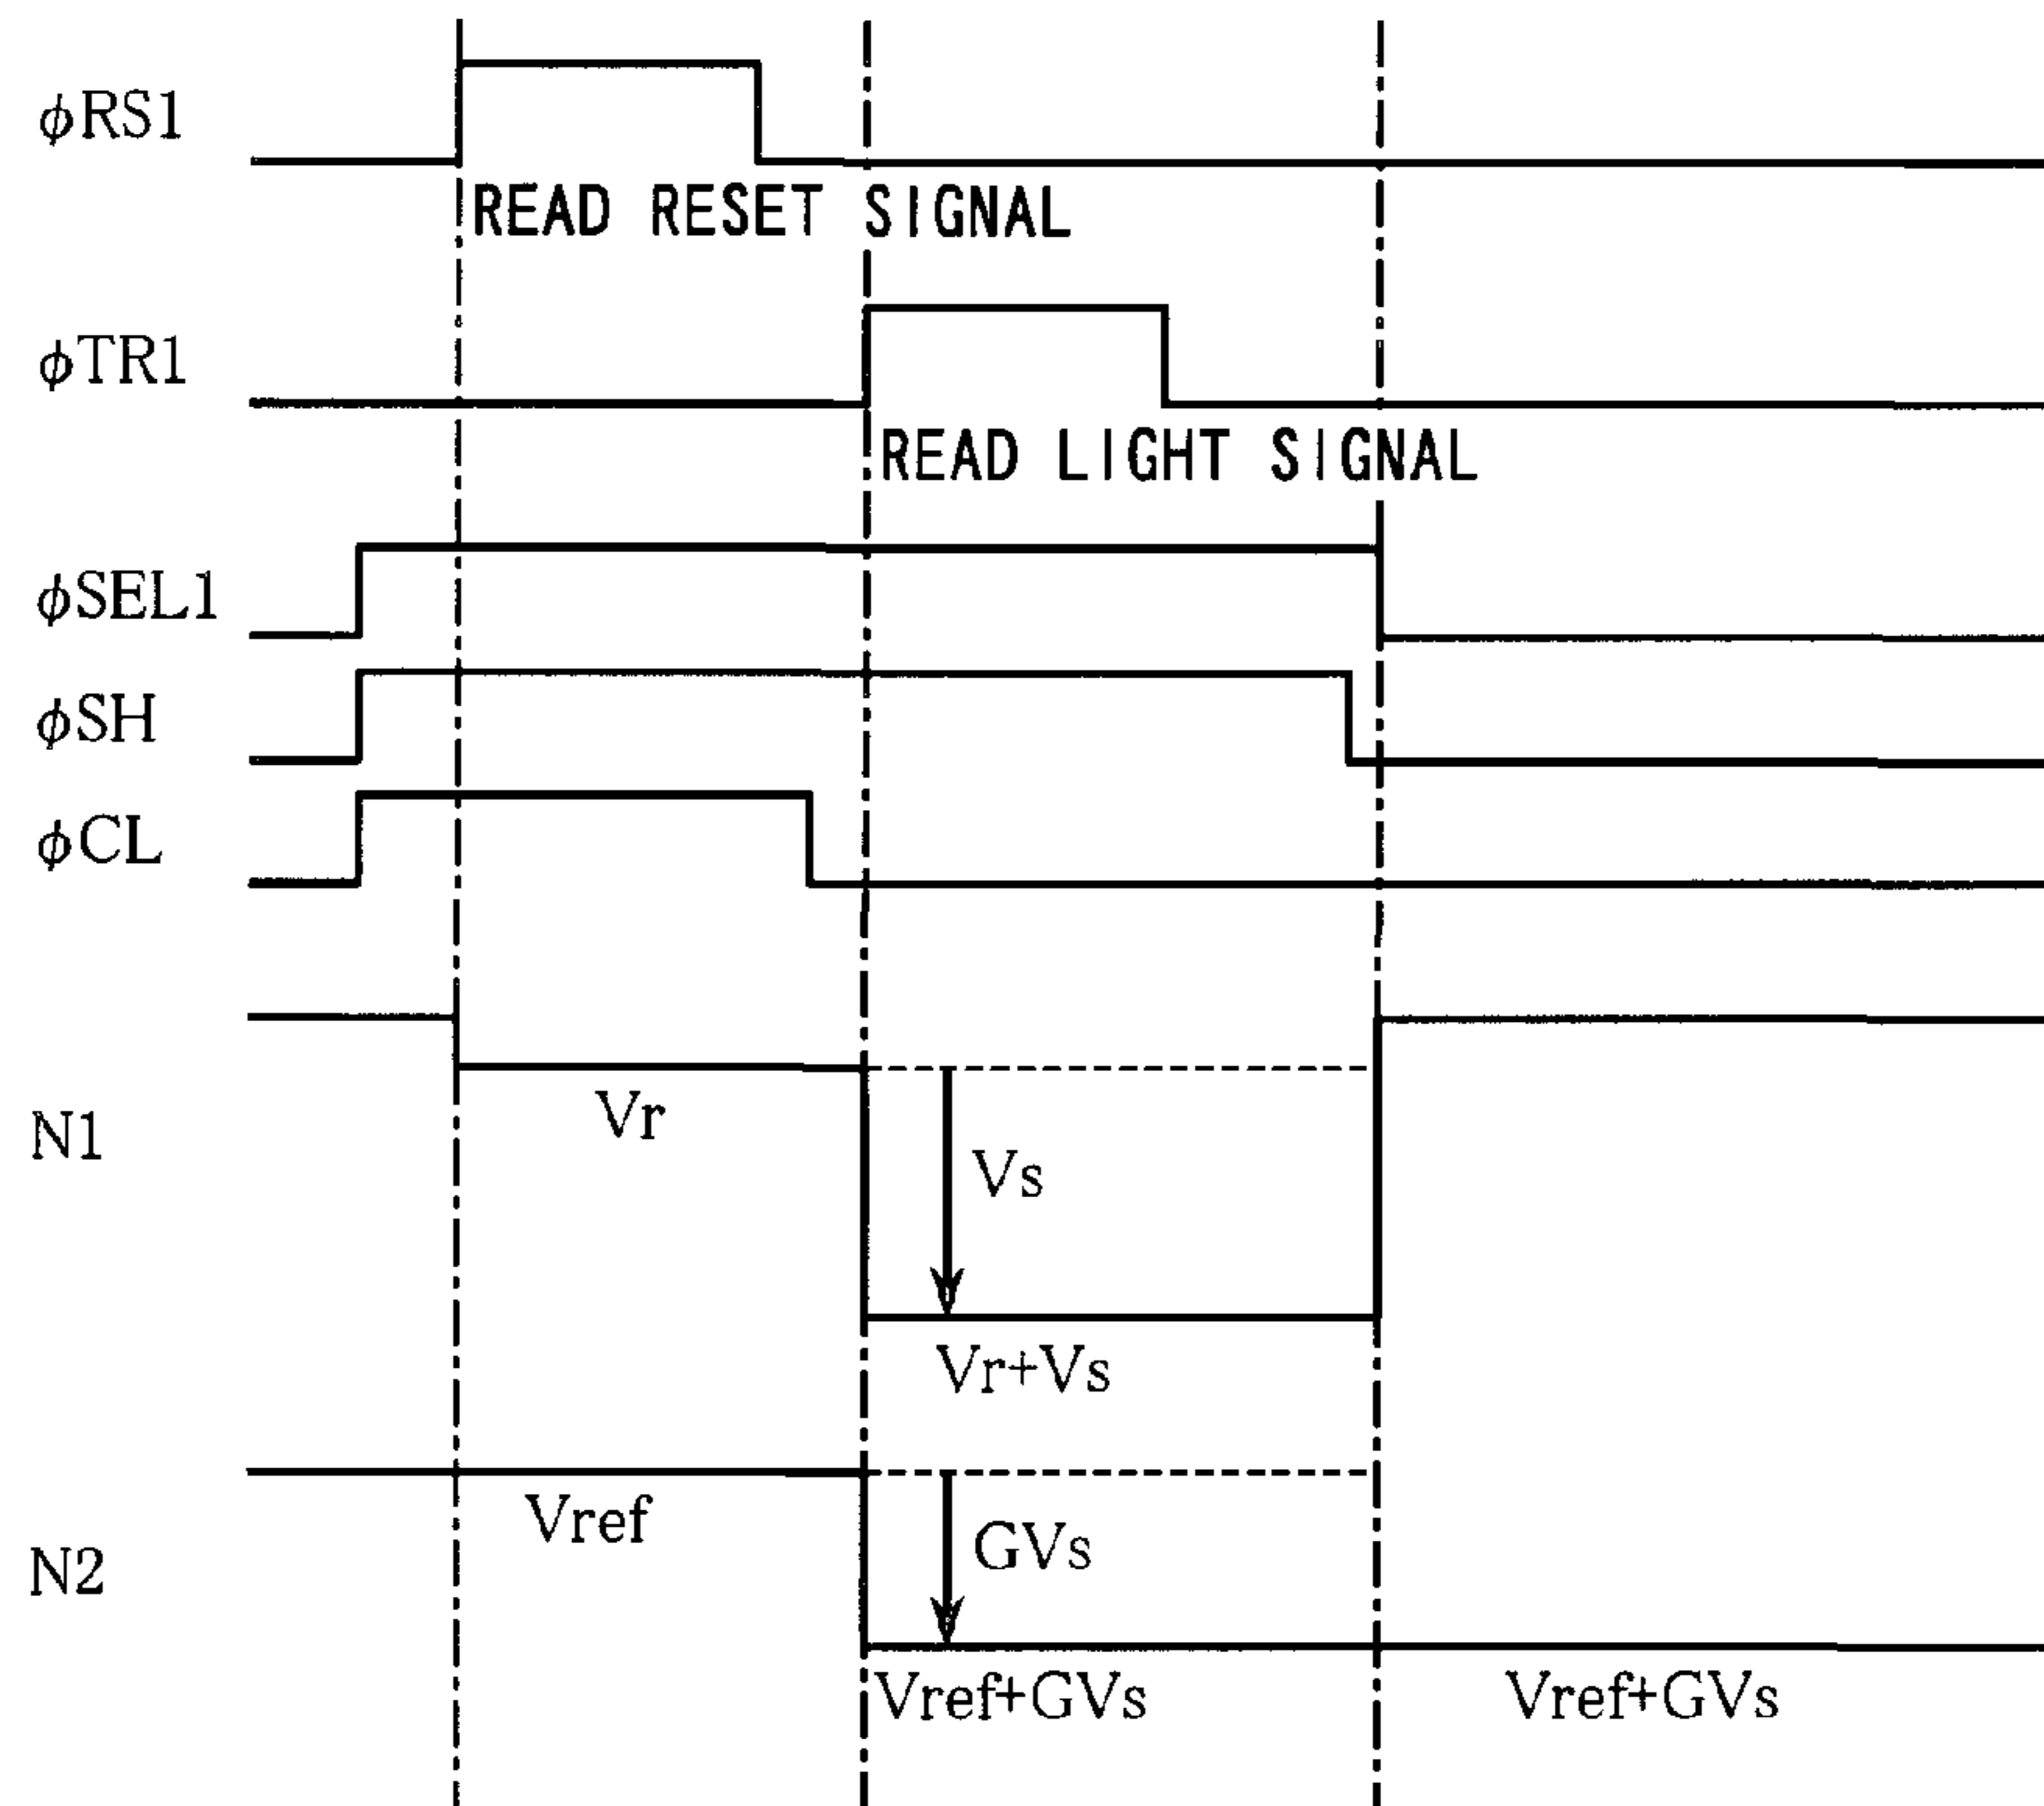 φRS1
READ RESET SIGNAL
φTR1
READ LIGHT SIGNAL
φSEL1
φSH
φCL
N1
Vr
Vs
Vr+Vs
N2
Vref
GVs
Vref+GVs
Vref+GVs